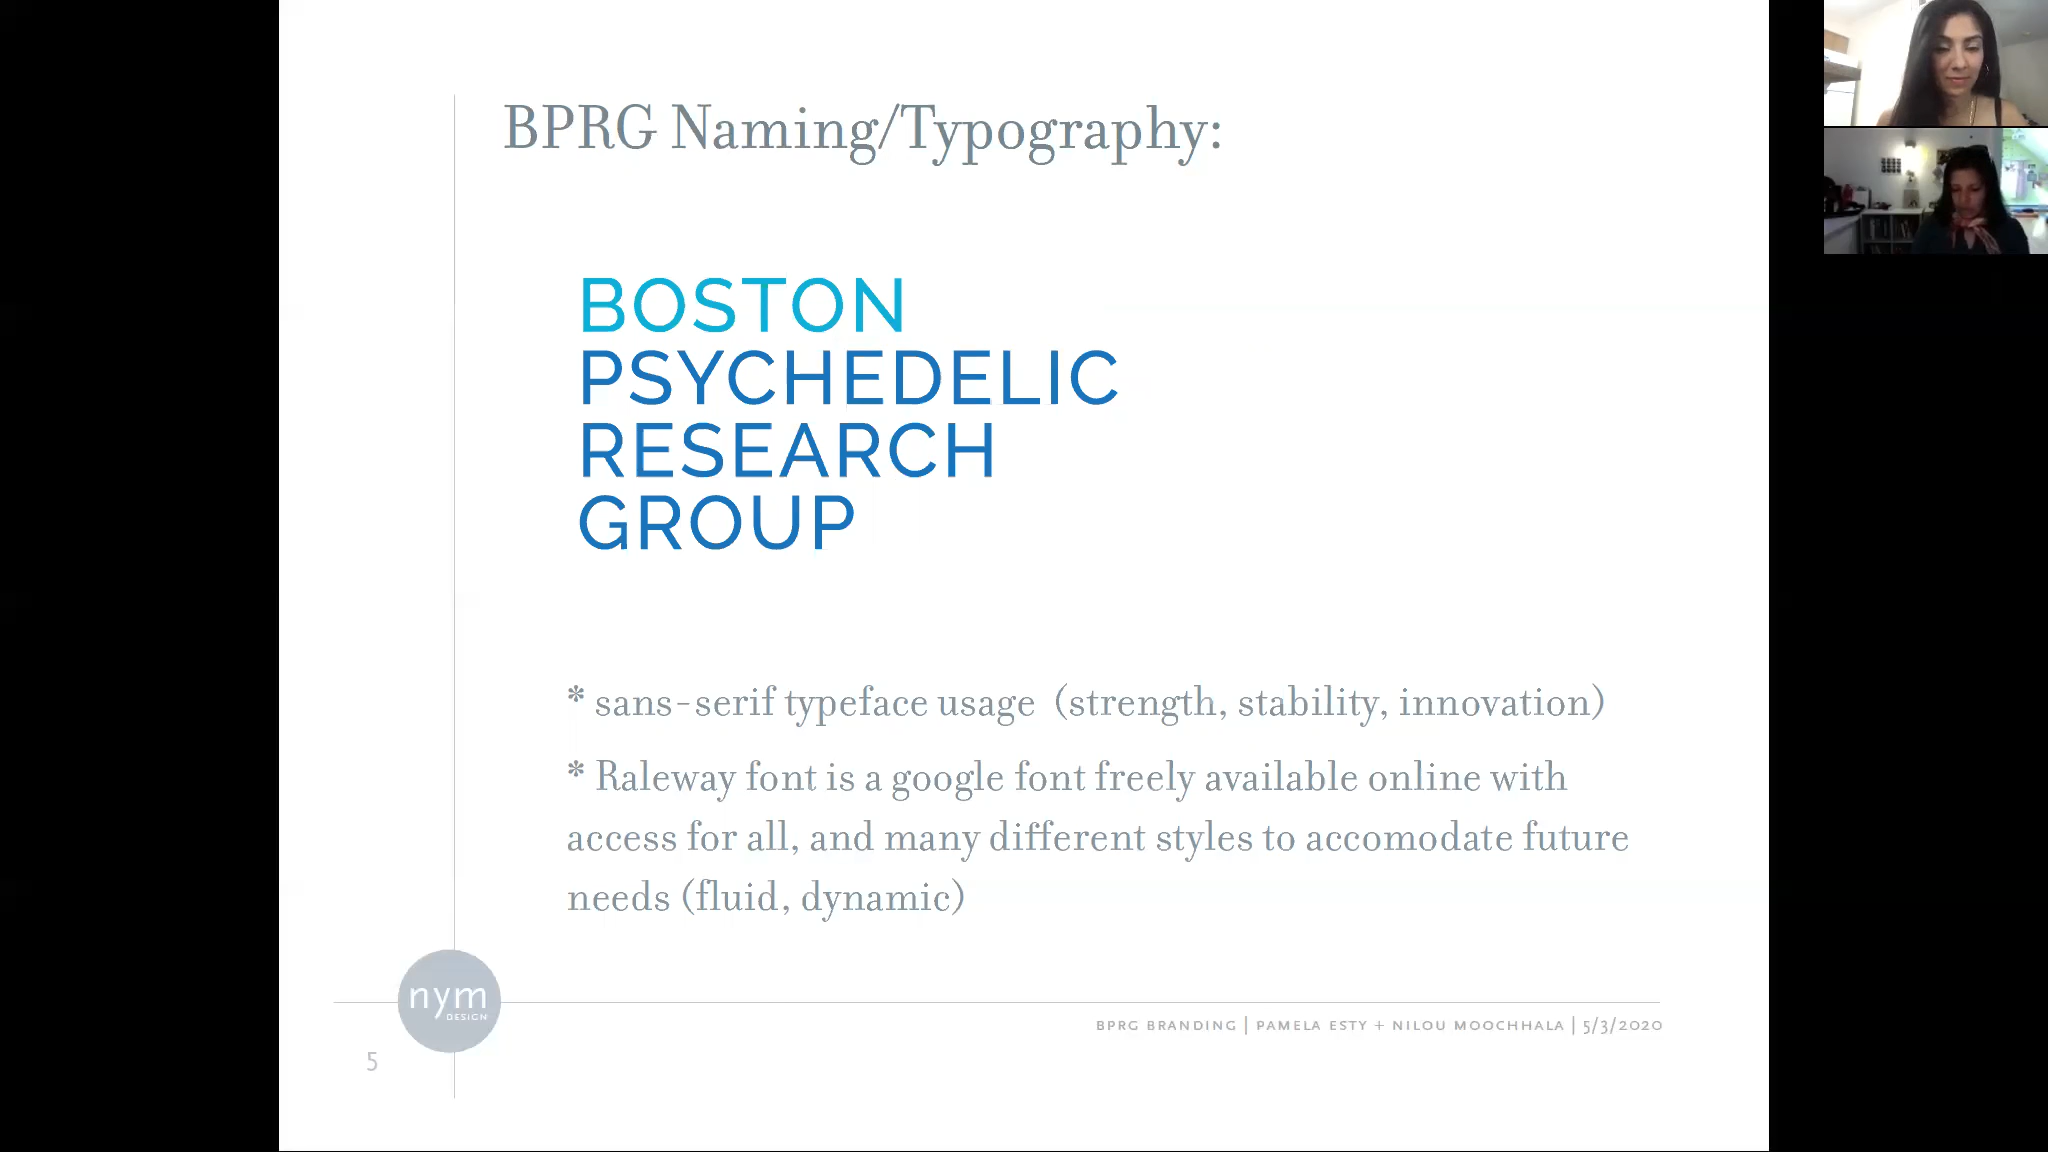 BPRG Naming/Typography:
BOSTON
PSYCHEDELIC
RESEARCH
GROUP
* sans-serif typeface usage (strength, stability, innovation)
* Raleway font is a google font freely available online with
access for all, and many different styles to accomodate future
needs (fluid, dynamic)
nym
DESIGN
BPRG BRANDING | PAMELA ESTY + NILOU MOOCHHALA | 5/3/2020
5